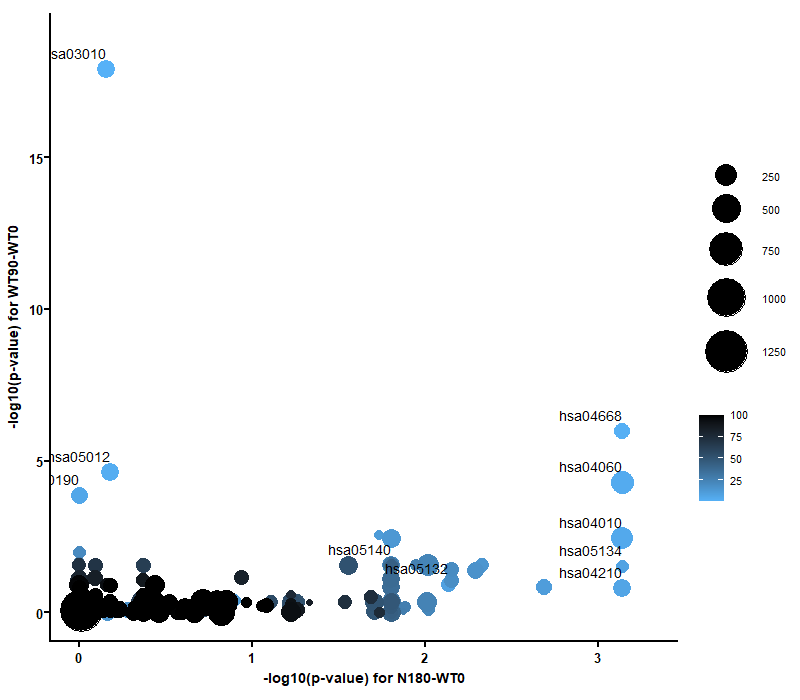 sa03010
15
10
5
0
hsa05012
0190
hsa04668
hsa04060
hsa04010
hsa05134
hsa04210
hsa05140
hsa05132
0
1
2
3
-log10(p-value) for N180-WT0
-log10(p-value) for WT90-WT0
250
500
750
1000
1250
100
75
50
25